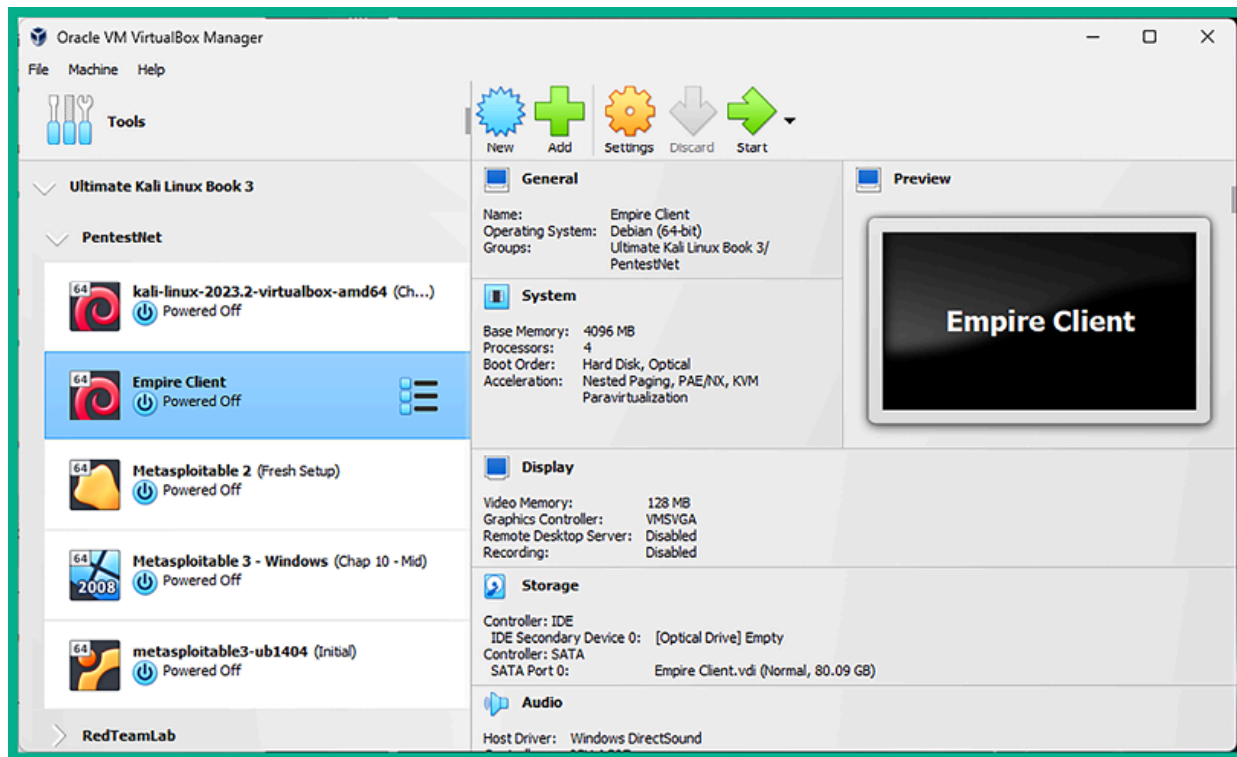 Oracle VM VirtualBox Manager
File Machine Help
Tools
New Add Settings Discard Start
Ultimate Kali Linux Book 3
PentestNet
64
kali-linux-2023.2-virtualbox-amd64 (Ch...)
Powered Off
64
Empire Client
Powered Off
64
Metasploitable 2 (Fresh Setup)
Powered Off
64
2008
Metasploitable 3 - Windows (Chap 10 - Mid)
Powered Off
64
metasploitable3-ub1404 (Initial)
Powered Off
RedTeamLab
General
Name: Empire Client
Operating System: Debian (64-bit)
Groups: Ultimate Kali Linux Book 3/
PentestNet
System
Base Memory: 4096 MB
Processors: 4
Boot Order: Hard Disk, Optical
Acceleration: Nested Paging, PAE/NX, KVM
Paravirtualization
Preview
Empire Client
Display
Video Memory: 128 MB
Graphics Controller: VMSVGA
Remote Desktop Server: Disabled
Recording: Disabled
Storage
Controller: IDE
IDE Secondary Device 0: [Optical Drive] Empty
Controller: SATA
SATA Port 0: Empire Client.vdi (Normal, 80.09 GB)
Audio
Host Driver: Windows DirectSound